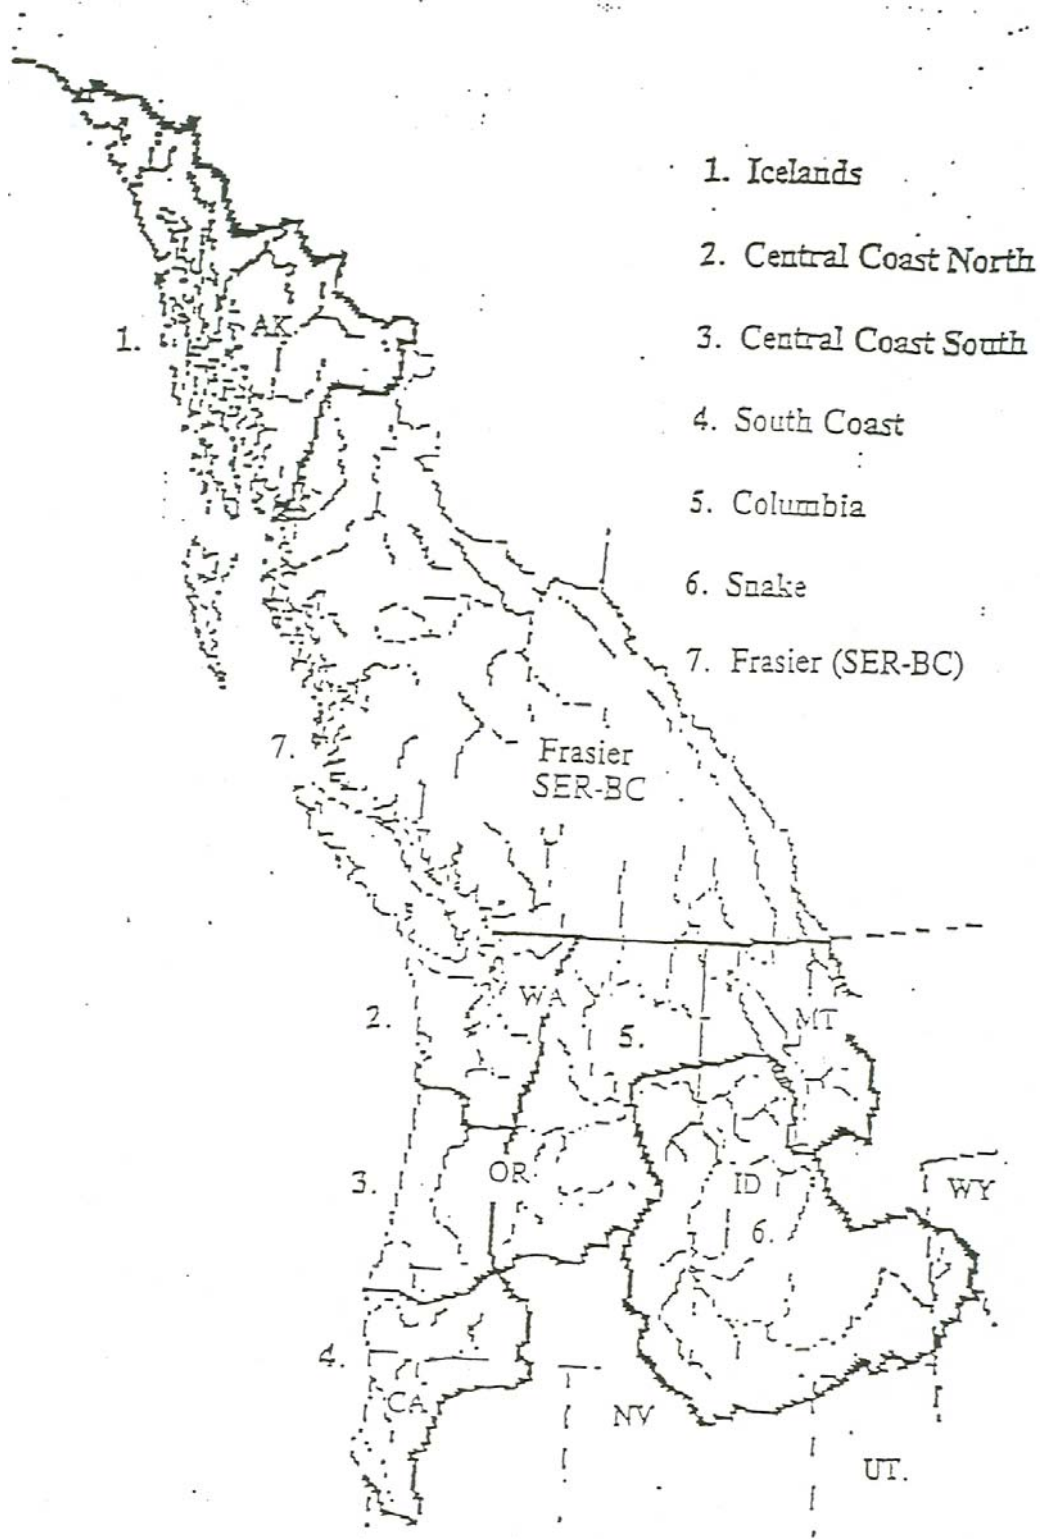 1. Icelands
2. Central Coast North
1.
AK
3. Central Coast South
4. South Coast
5. Columbia
6. Snake
7. Frasier (SER-BC)
7.
Frasier
SER-BC
WA
2.
5.
MT
OR
3.
ID
WY
6.
4.
CA
NV
UT.